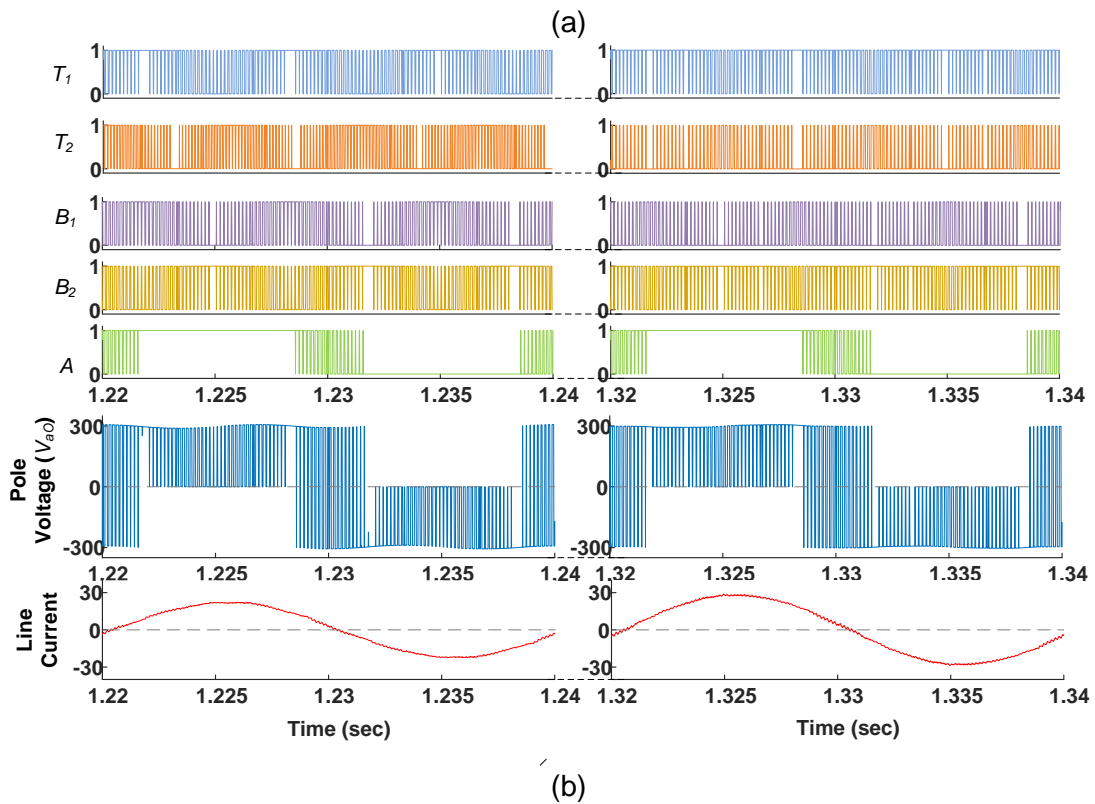 (a)
T1
1
0
1
0
T2
1
0
1
0
B1
1
0
1
0
B2
1
0
1
0
A
1
0
1
0
1.22 1.225 1.23 1.235 1.24
1.32 1.325 1.33 1.335 1.34
Pole
Voltage (VaO)
300
0
-300
300
0
-300
1.22 1.225 1.23 1.235 1.24
1.32 1.325 1.33 1.335 1.34
Line
Current
30
0
-30
30
0
-30
1.22 1.225 1.23 1.235 1.24
1.32 1.325 1.33 1.335 1.34
Time (sec)
Time (sec)
(b)